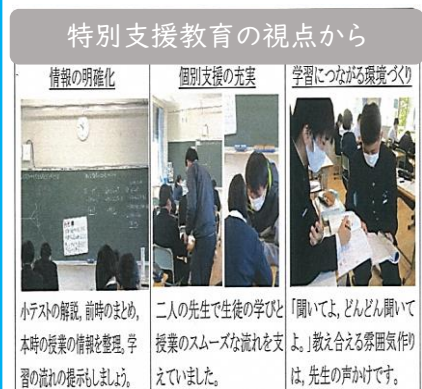 特別支援教育の視点から
情報の明確化
小テストの解説, 前時のまとめ,
本時の授業の情報を整理。学
習の流れの提示もしましょう。
個別支援の充実
二人の先生で生徒の学びと
授業のスムーズな流れを支
えていました。
学習につながる環境づくり
「聞いてよ, どんどん聞いて
よ。」教え合える雰囲気作り
は, 先生の声かけです。